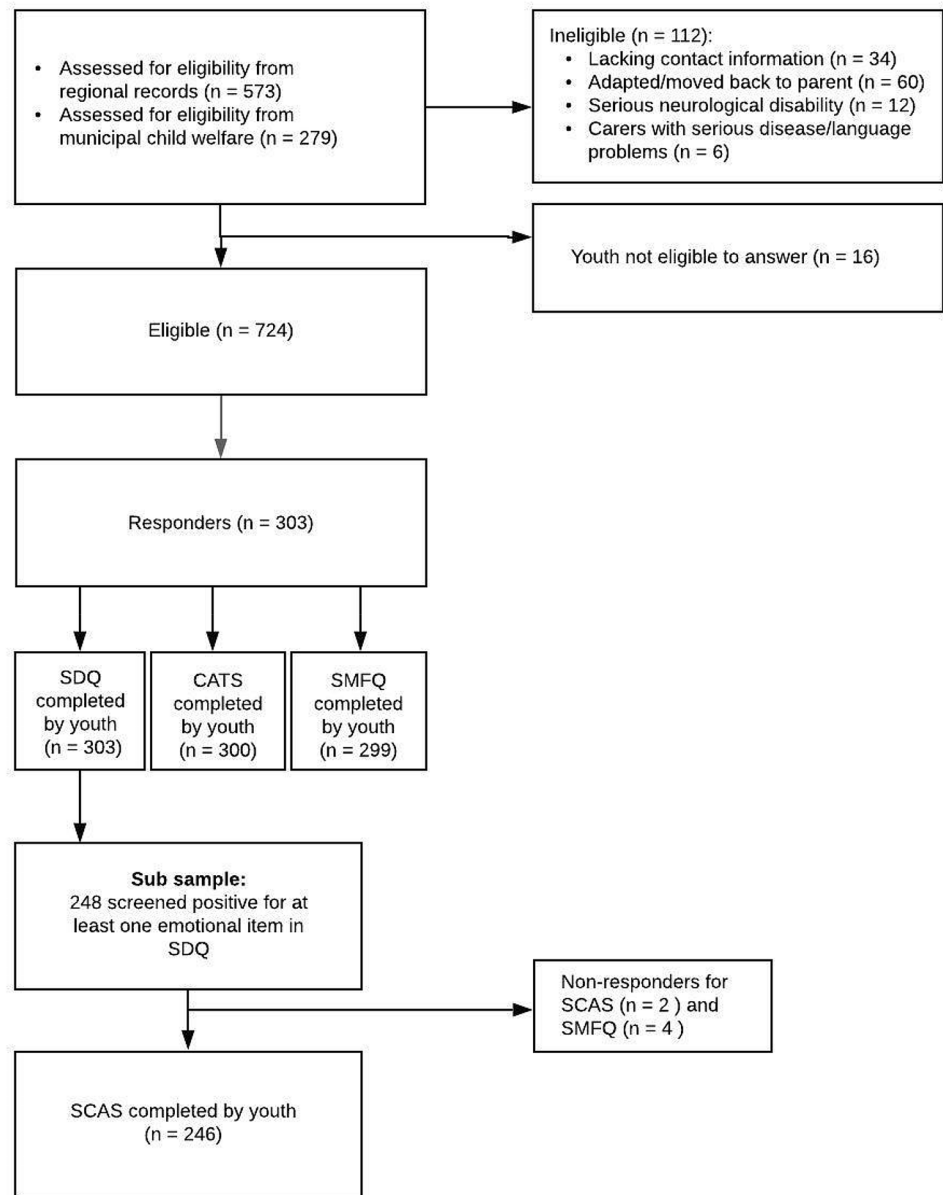 • Assessed for eligibility from
regional records (n = 573)
• Assessed for eligibility from
municipal child welfare (n = 279)
Ineligible (n = 112):
• Lacking contact information (n = 34)
• Adapted/moved back to parent (n = 60)
• Serious neurological disability (n = 12)
• Carers with serious disease/language
problems (n = 6)
Youth not eligible to answer (n = 16)
Eligible (n = 724)
Responders (n = 303)
SDQ
completed
by youth
(n = 303)
CATS
completed
by youth
(n = 300)
SMFQ
completed
by youth
(n = 299)
Sub sample:
248 screened positive for at
least one emotional item in
SDQ
Non-responders for
SCAS (n = 2 ) and
SMFQ (n = 4 )
SCAS completed by youth
(n = 246)